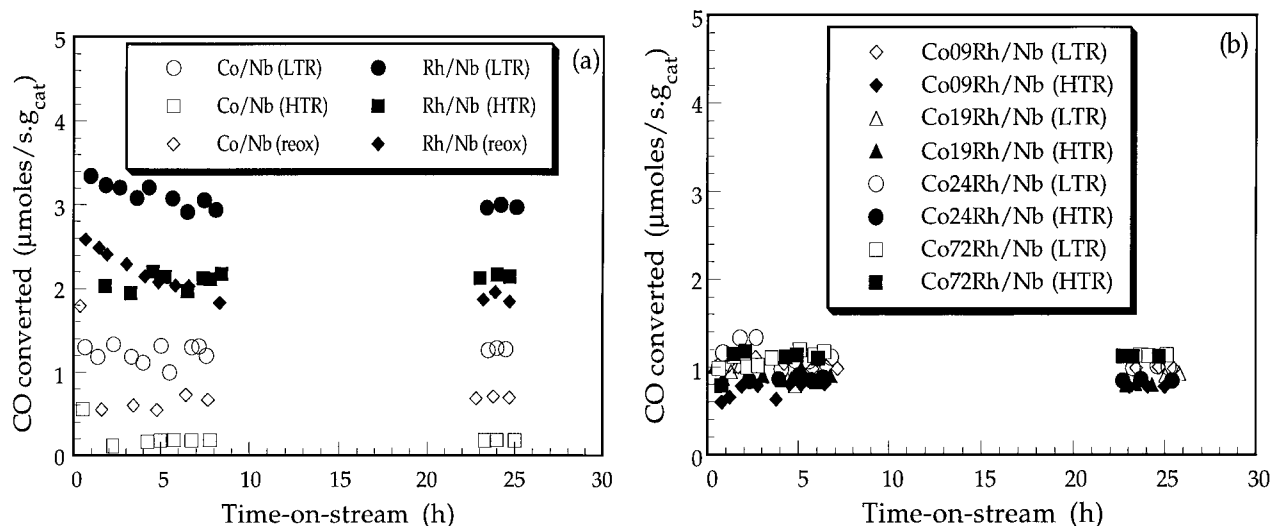 (a)
Co/Nb (LTR) Rh/Nb (LTR)
Co/Nb (HTR) Rh/Nb (HTR)
Co/Nb (reox) Rh/Nb (reox)
CO converted (µmoles/s.gcat)
5
4
3
2
1
0
0 5 10 15 20 25 30
Time-on-stream (h)
(b)
Co09Rh/Nb (LTR)
Co09Rh/Nb (HTR)
Co19Rh/Nb (LTR)
Co19Rh/Nb (HTR)
Co24Rh/Nb (LTR)
Co24Rh/Nb (HTR)
Co72Rh/Nb (LTR)
Co72Rh/Nb (HTR)
CO converted (µmoles/s.gcat)
5
4
3
2
1
0
0 5 10 15 20 25 30
Time-on-stream (h)